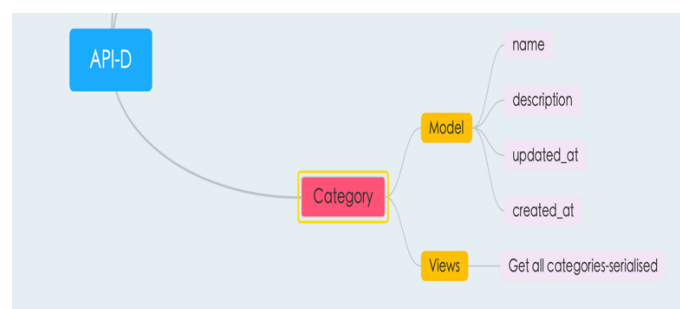 API-D
Category
Model
name
description
updated_at
created_at
Views
Get all categories-serialised